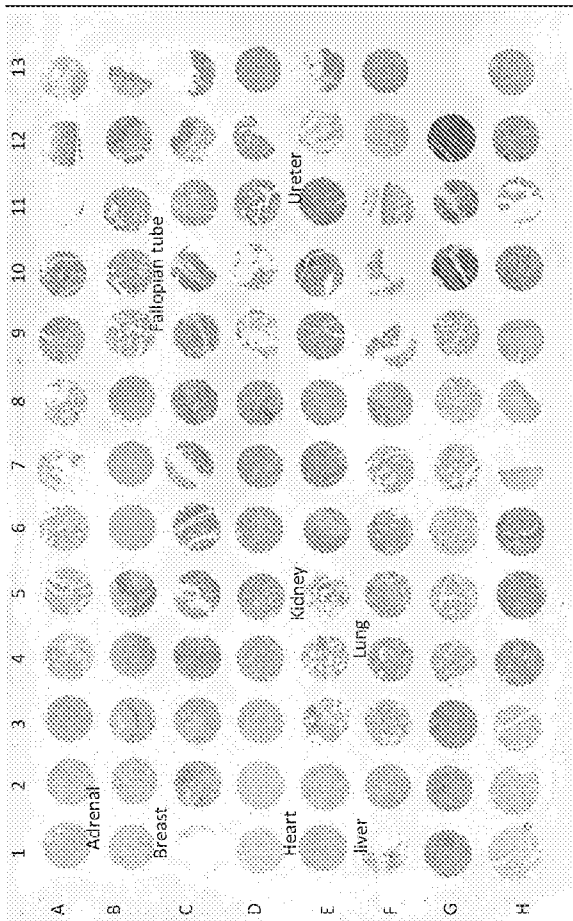 1 2 3 4 5 6 7 8 9 10 11 12 13
A
Adrenal
B
Breast Fallopian tube
C
D
Heart Kidney Ureter
E
liver Lung
F
G
H